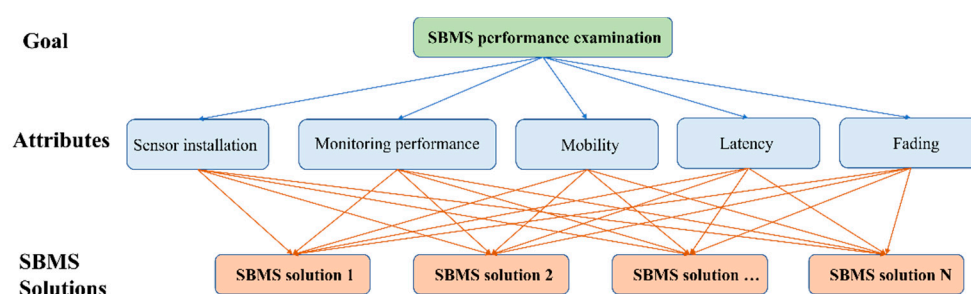 Goal
SBMS performance examination
Attributes
Sensor installation
Monitoring performance
Mobility
Latency
Fading
SBMS
Solutions
SBMS solution 1
SBMS solution 2
SBMS solution …
SBMS solution N